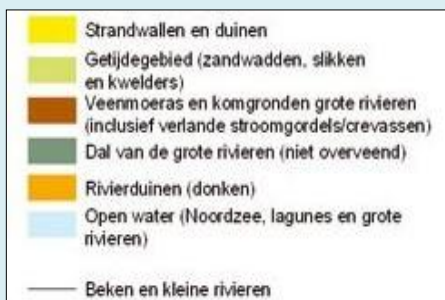 Strandwallen en duinen
Getijdegebied (zandwadden, slikken
en kwelders)
Veenmoeras en komgronden grote rivieren
(inclusief verlande stroomgordels/crevassen)
Dal van de grote rivieren (niet overveend)
Rivierduinen (donken)
Open water (Noordzee, lagunes en grote
rivieren)
Beken en kleine rivieren